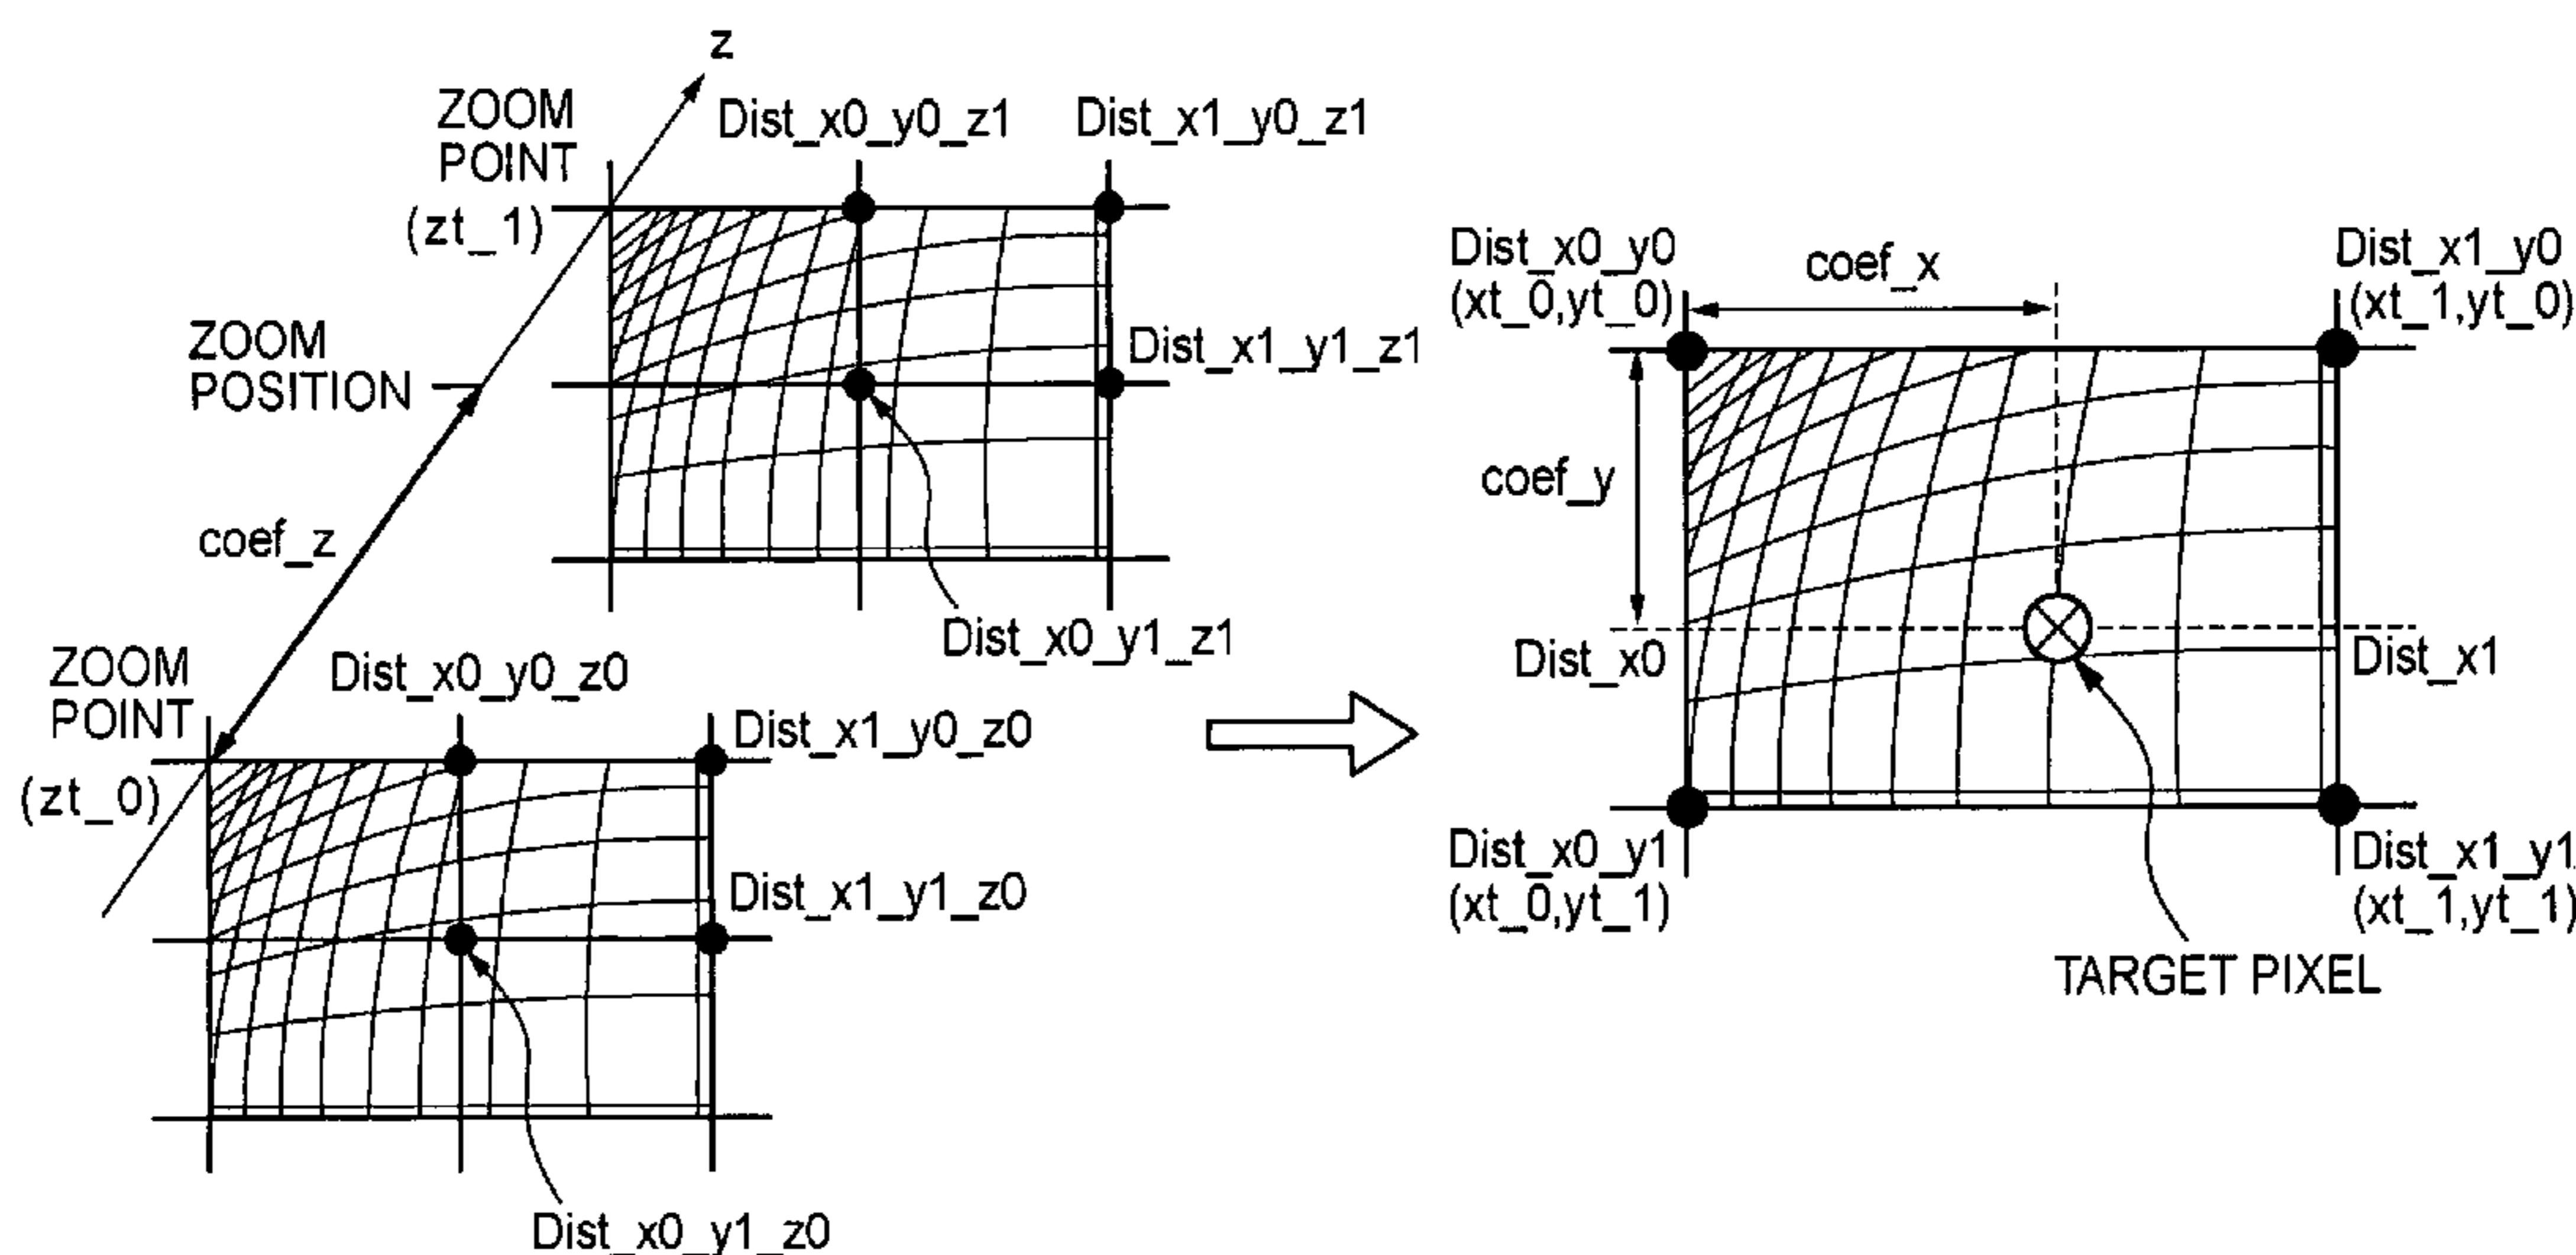 z
ZOOM
POINT
(zt_1)
Dist_x0_y0_z1
Dist_x1_y0_z1
ZOOM
POSITION
Dist_x1_y1_z1
coef_z
Dist_x0_y1_z1
ZOOM
POINT
(zt_0)
Dist_x0_y0_z0
Dist_x1_y0_z0
Dist_x1_y1_z0
Dist_x0_y1_z0
Dist_x0_y0
(xt_0,yt_0)
coef_x
Dist_x1_y0
(xt_1,yt_0)
coef_y
Dist_x0
Dist_x1
Dist_x0_y1
(xt_0,yt_1)
Dist_x1_y1
(xt_1,yt_1)
TARGET PIXEL